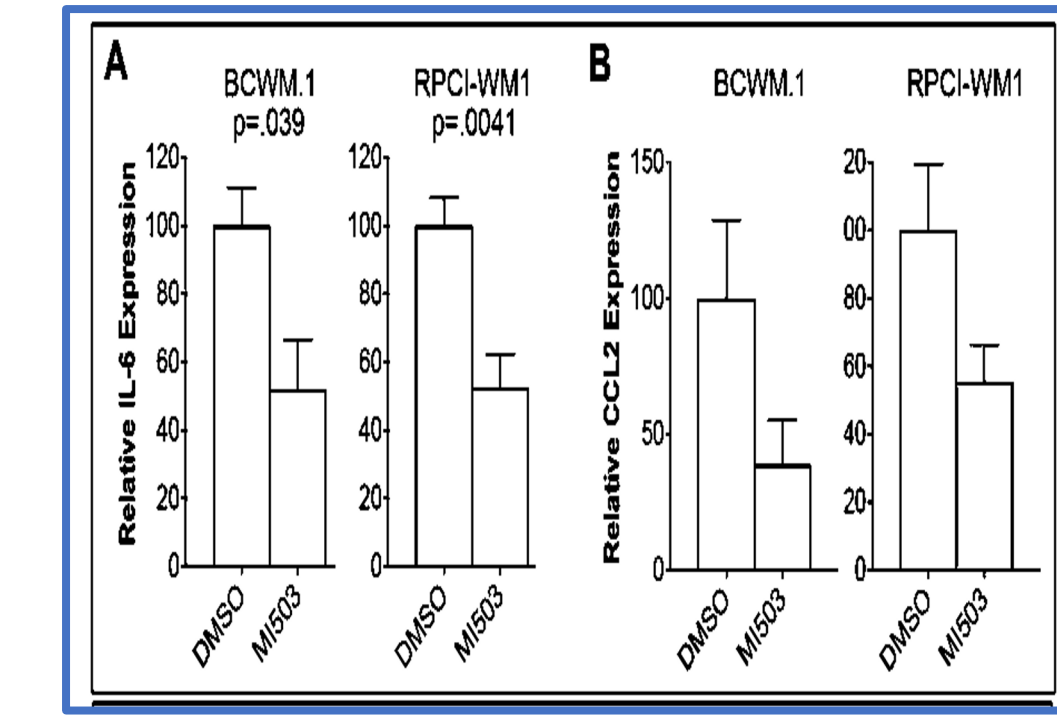 A
BCWM.1
p=.039
Relative IL-6 Expression
120
100
80
60
40
20
0
DMSO
MI503
RPCI-WM1
p=.0041
120
100
80
60
40
20
0
DMSO
MI503
B
BCWM.1
Relative CCL2 Expression
150
100
50
0
DMSO
MI503
RPCI-WM1
20
00
80
60
40
20
0
DMSO
MI503